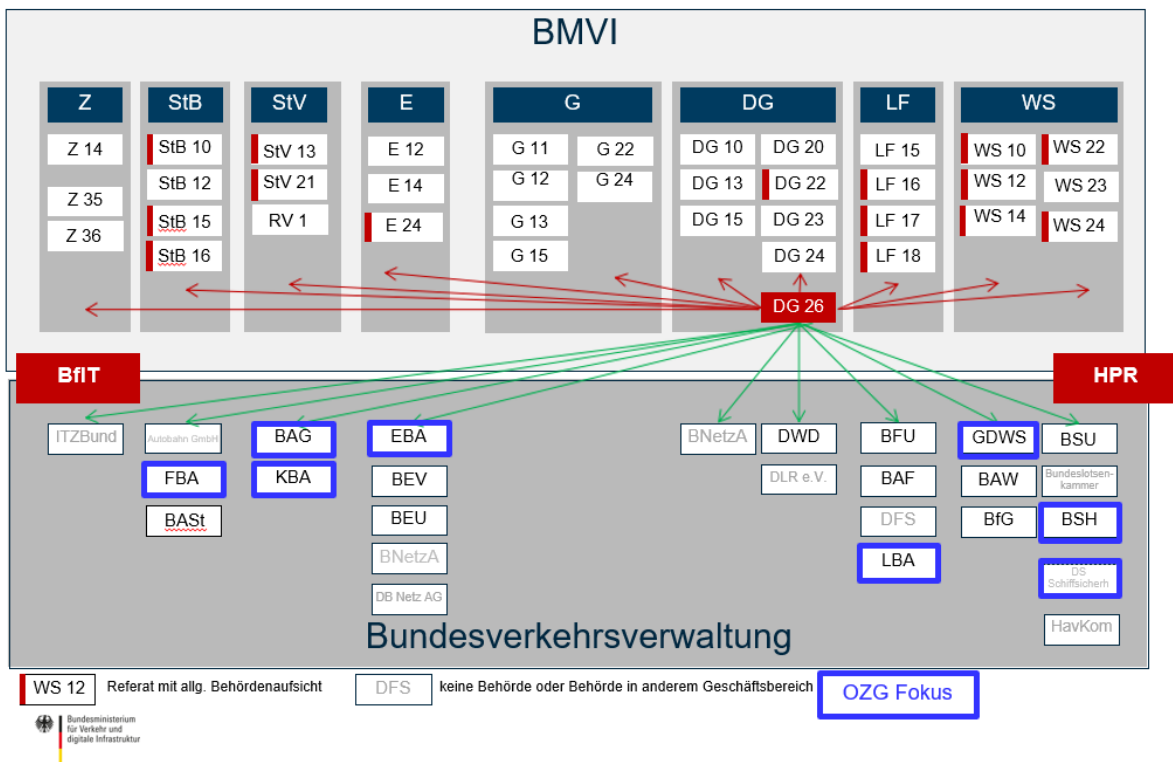 BMVI
Z
Z 14
Z 35
Z 36
StB
StB 10
StB 12
StB 15
StB 16
StV
StV 13
StV 21
RV 1
E
E 12
E 14
E 24
G
G 11
G 22
G 12
G 24
G 13
G 15
DG
DG 10
DG 20
DG 13
DG 22
DG 15
DG 23
DG 24
DG 26
LF
LF 15
LF 16
LF 17
LF 18
WS
WS 10
WS 22
WS 12
WS 23
WS 14
WS 24
BfIT
HPR
ITZBund
Autobahn GmbH
FBA
BASt
BAG
KBA
EBA
BEV
BEU
BNetzA
DB Netz AG
BNetzA
DWD
DLR e.V.
BFU
BAF
DFS
LBA
GDWS
BAW
BfG
BSU
Bundeslotsen-
kammer
BSH
DS
Schiffsicherh
HavKom
Bundesverkehrsverwaltung
WS 12
Referat mit allg. Behördenaufsicht
DFS
keine Behörde oder Behörde in anderem Geschäftsbereich
OZG Fokus
Bundesministerium
für Verkehr und
digitale Infrastruktur